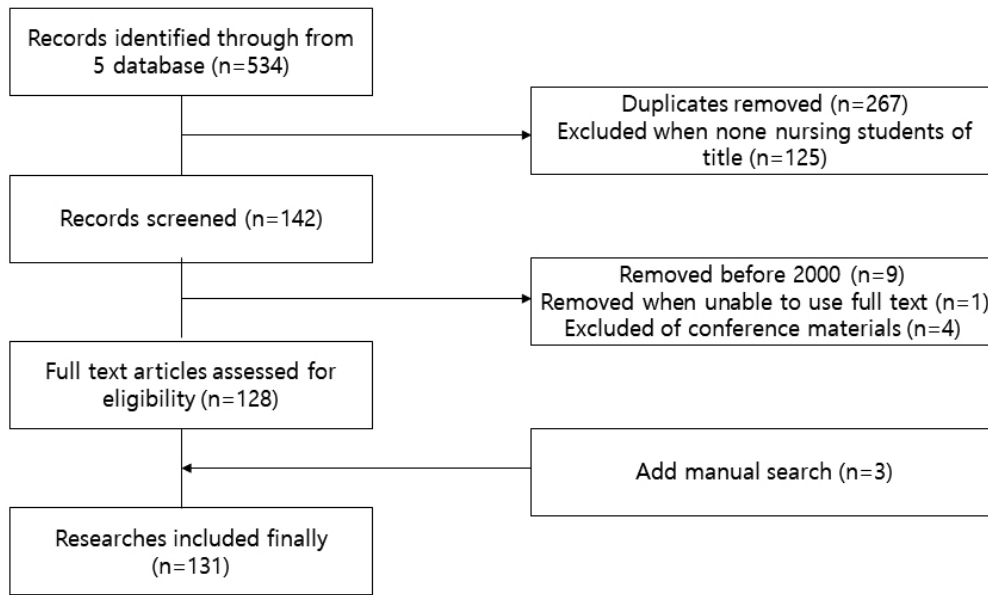 Records identified through from
5 database (n=534)
Duplicates removed (n=267)
Excluded when none nursing students of
title (n=125)
Records screened (n=142)
Removed before 2000 (n=9)
Removed when unable to use full text (n=1)
Excluded of conference materials (n=4)
Full text articles assessed for
eligibility (n=128)
Add manual search (n=3)
Researches included finally
(n=131)